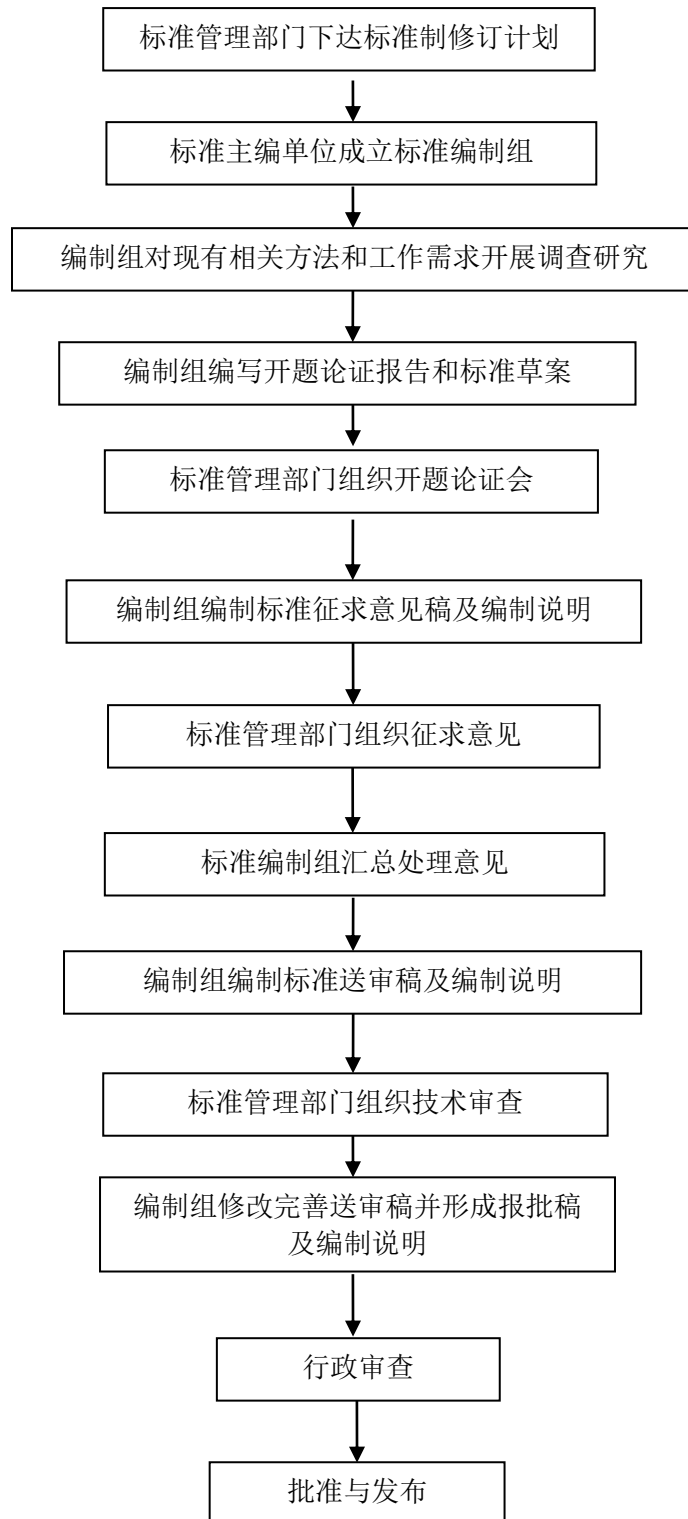 标准管理部门下达标准制修订计划
标准主编单位成立标准编制组
编制组对现有相关方法和工作需求开展调查研究
编制组编写开题论证报告和标准草案
标准管理部门组织开题论证会
编制组编制标准征求意见稿及编制说明
标准管理部门组织征求意见
标准编制组汇总处理意见
编制组编制标准送审稿及编制说明
标准管理部门组织技术审查
编制组修改完善送审稿并形成报批稿
及编制说明
行政审查
批准与发布